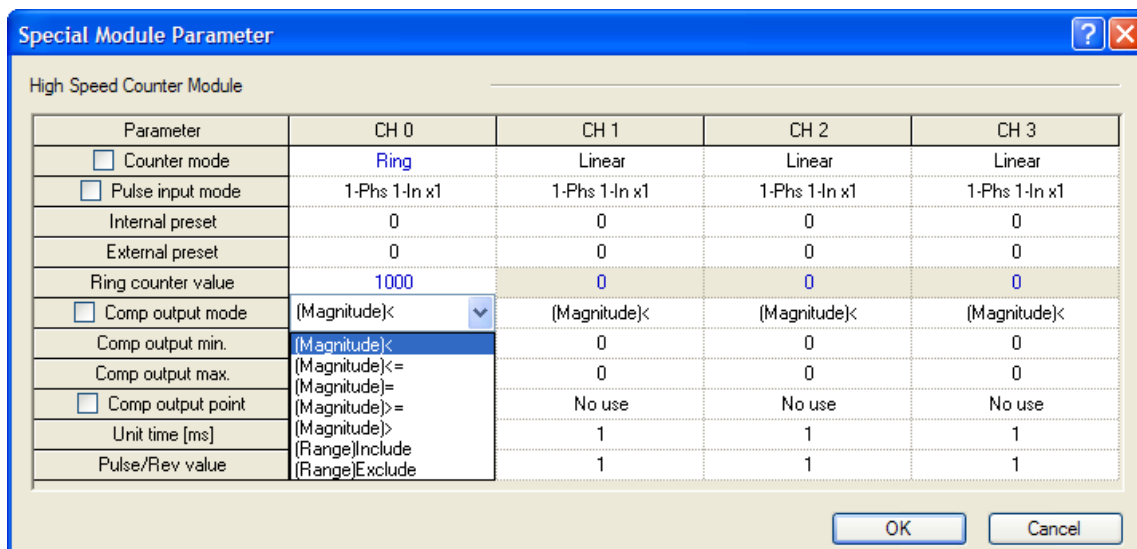 Special Module Parameter
High Speed Counter Module
Parameter CH 0 CH 1 CH 2 CH 3
Counter mode Ring Linear Linear Linear
Pulse input mode 1-Phs 1-In x1 1-Phs 1-In x1 1-Phs 1-In x1 1-Phs 1-In x1
Internal preset 0 0 0 0
External preset 0 0 0 0
Ring counter value 1000 0 0 0
Comp output mode (Magnitude)< (Magnitude)< (Magnitude)< (Magnitude)<
Comp output min. (Magnitude)< 0 0 0
(Magnitude)<=
Comp output max. (Magnitude)= 0 0 0
(Magnitude)>=
Comp output point (Magnitude)> No use No use No use
Unit time [ms] (Range)Include 1 1 1
Pulse/Rev value (Range)Exclude 1 1 1
OK Cancel